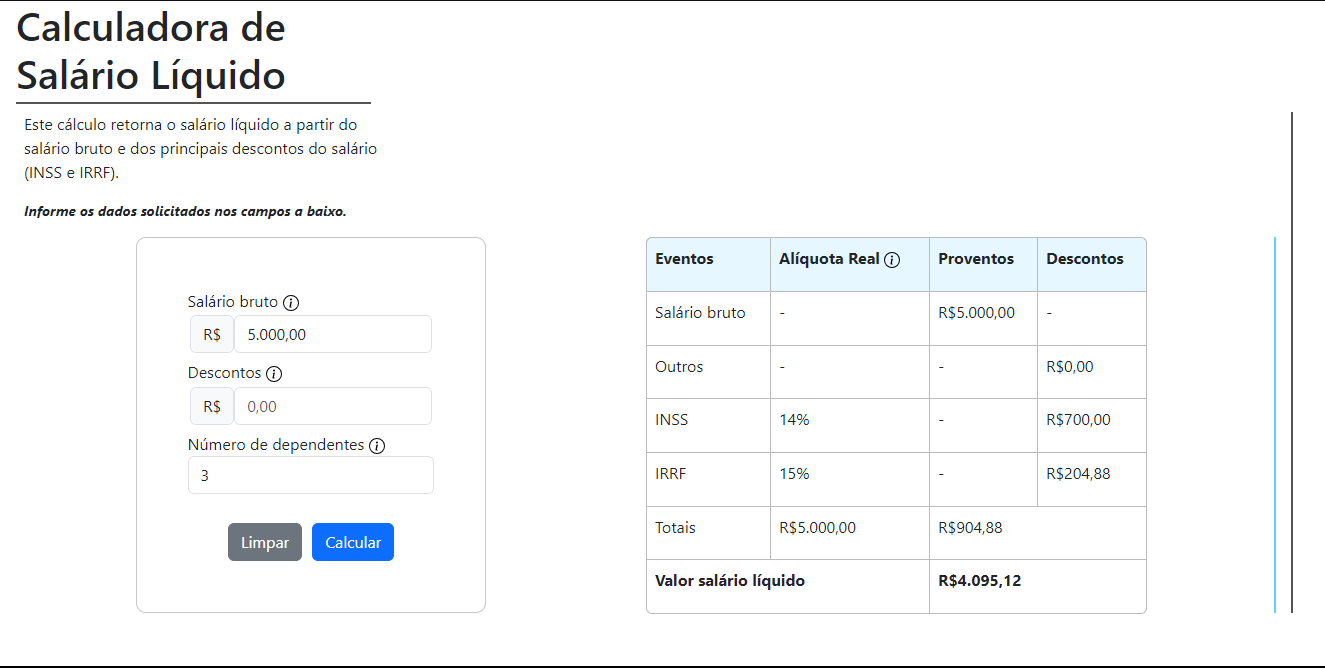 Calculadora de
Salário Líquido
Este cálculo retorna o salário líquido a partir do
salário bruto e dos principais descontos do salário
(INSS e IRRF).
Informe os dados solicitados nos campos a baixo.
Salário bruto
R$ 5.000,00
Descontos
R$ 0,00
Número de dependentes
3
Limpar Calcular
Eventos Alíquota Real Proventos Descontos
Salário bruto - R$5.000,00 -
Outros - - R$0,00
INSS 14% - R$700,00
IRRF 15% - R$204,88
Totais R$5.000,00 R$904,88
Valor salário líquido R$4.095,12